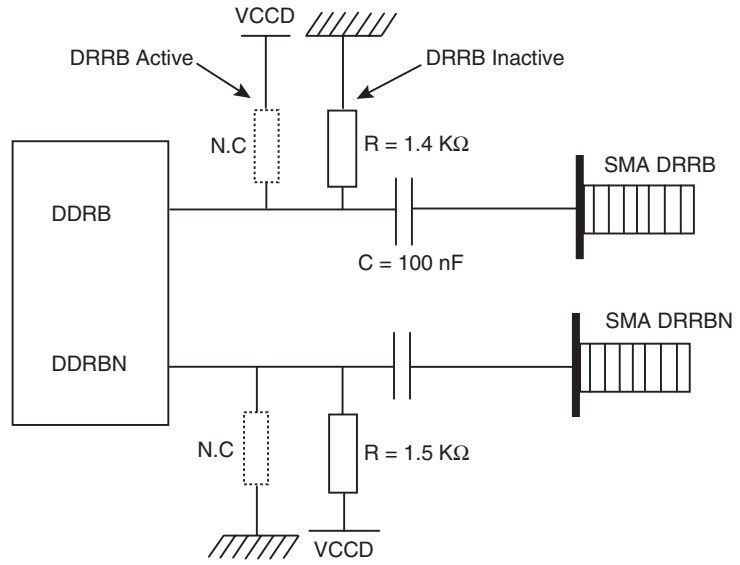 VCCD
DRRB Active
DRRB Inactive
N.C
R = 1.4 KΩ
SMA DRRB
DDRB
C = 100 nF
SMA DRRBN
DDRBN
N.C
R = 1.5 KΩ
VCCD